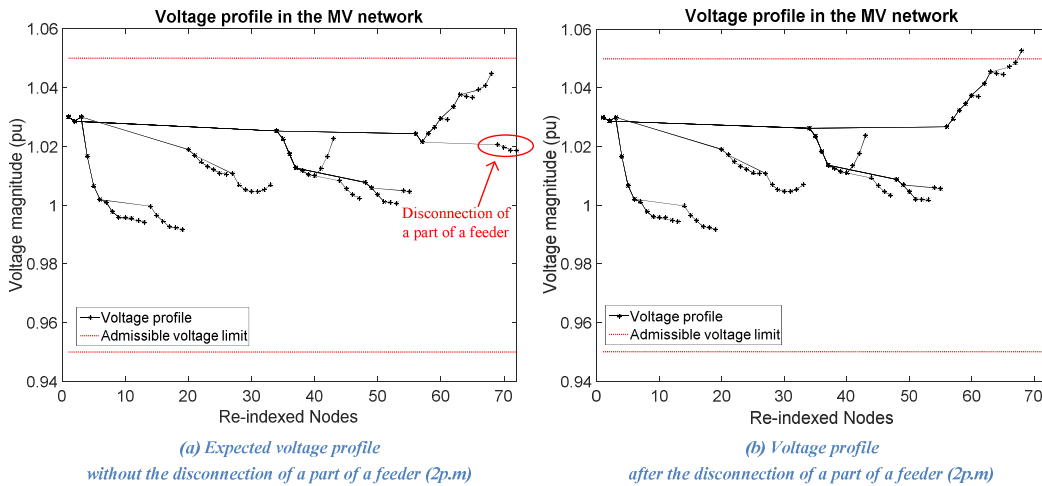 Voltage profile in the MV network
1.06
1.04
1.02
1
0.98
0.96
0.94
Voltage magnitude (pu)
Disconnection of
a part of a feeder
Voltage profile
Admissible voltage limit
0 10 20 30 40 50 60 70
Re-indexed Nodes
(a) Expected voltage profile
without the disconnection of a part of a feeder (2p.m)
Voltage profile in the MV network
1.06
1.04
1.02
1
0.98
0.96
0.94
Voltage magnitude (pu)
Voltage profile
Admissible voltage limit
0 10 20 30 40 50 60 70
Re-indexed Nodes
(b) Voltage profile
after the disconnection of a part of a feeder (2p.m)